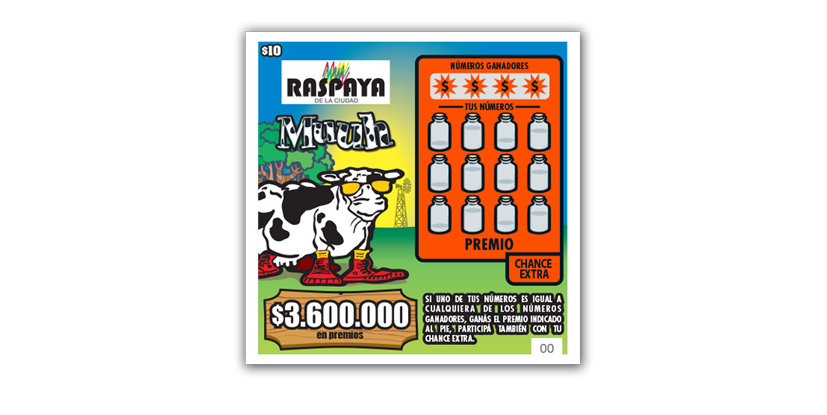 $10
RASPAYA
DE LA CIUDAD
Muuuh
NÚMEROS GANADORES
$ $ $ $
TUS NÚMEROS
PREMIO
CHANCE
EXTRA
$3.600.000
en premios
SI UNO DE TUS NÚMEROS ES IGUAL A
CUALQUIERA DE LOS NÚMEROS
GANADORES, GANÁS EL PREMIO INDICADO
AL PIE, PARTICIPÁ TAMBIÉN CON TU
CHANCE EXTRA.
00